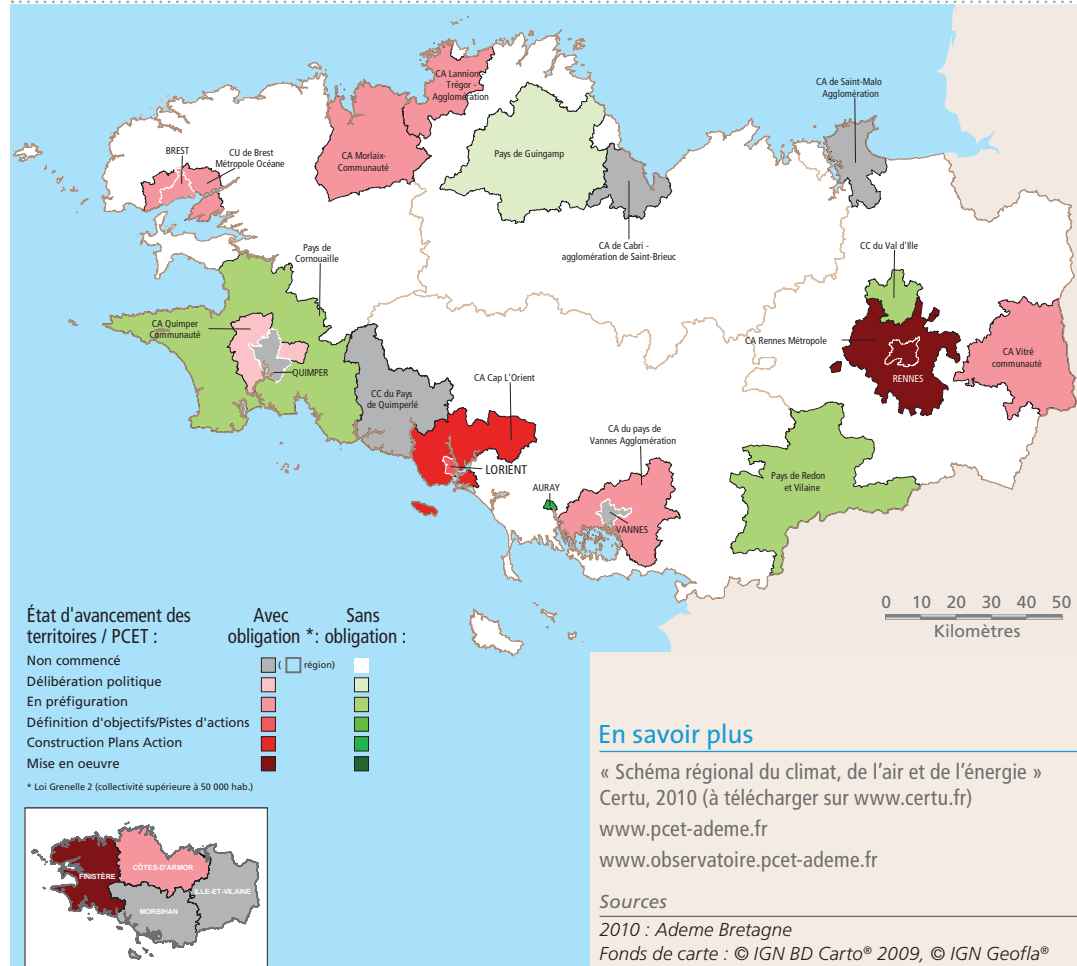 CA Lannion
Trégor -
Agglomération
CA de Saint-Malo
Agglomération
BREST
CU de Brest
Métropole Océane
CA Morlaix-
Communauté
Pays de Guingamp
Pays de
Cornouaille
CA de Cabri -
agglomération de Saint-Brieuc
CC du Val d'Ille
CA Quimper
Communauté
CA Rennes Métropole
CA Vitré
communauté
QUIMPER
RENNES
CC du Pays
de Quimperlé
CA Cap L'Orient
CA du pays de
Vannes Agglomération
LORIENT
Pays de Redon
et Vilaine
AURAY
VANNES
0 10 20 30 40 50
Kilomètres
État d'avancement des
territoires / PCET :
Avec
obligation *:
Sans
obligation :
Non commencé
( région)
Délibération politique
En préfiguration
Définition d'objectifs/Pistes d'actions
Construction Plans Action
Mise en oeuvre
* Loi Grenelle 2 (collectivité supérieure à 50 000 hab.)
FINISTÈRE
CÔTES-D'ARMOR
ILLE-ET-VILAINE
MORBIHAN
En savoir plus
« Schéma régional du climat, de l'air et de l'énergie »
Certu, 2010 (à télécharger sur www.certu.fr)
www.pcet-ademe.fr
www.observatoire.pcet-ademe.fr
Sources
2010 : Ademe Bretagne
Fonds de carte : © IGN BD Carto® 2009, © IGN Geofla®